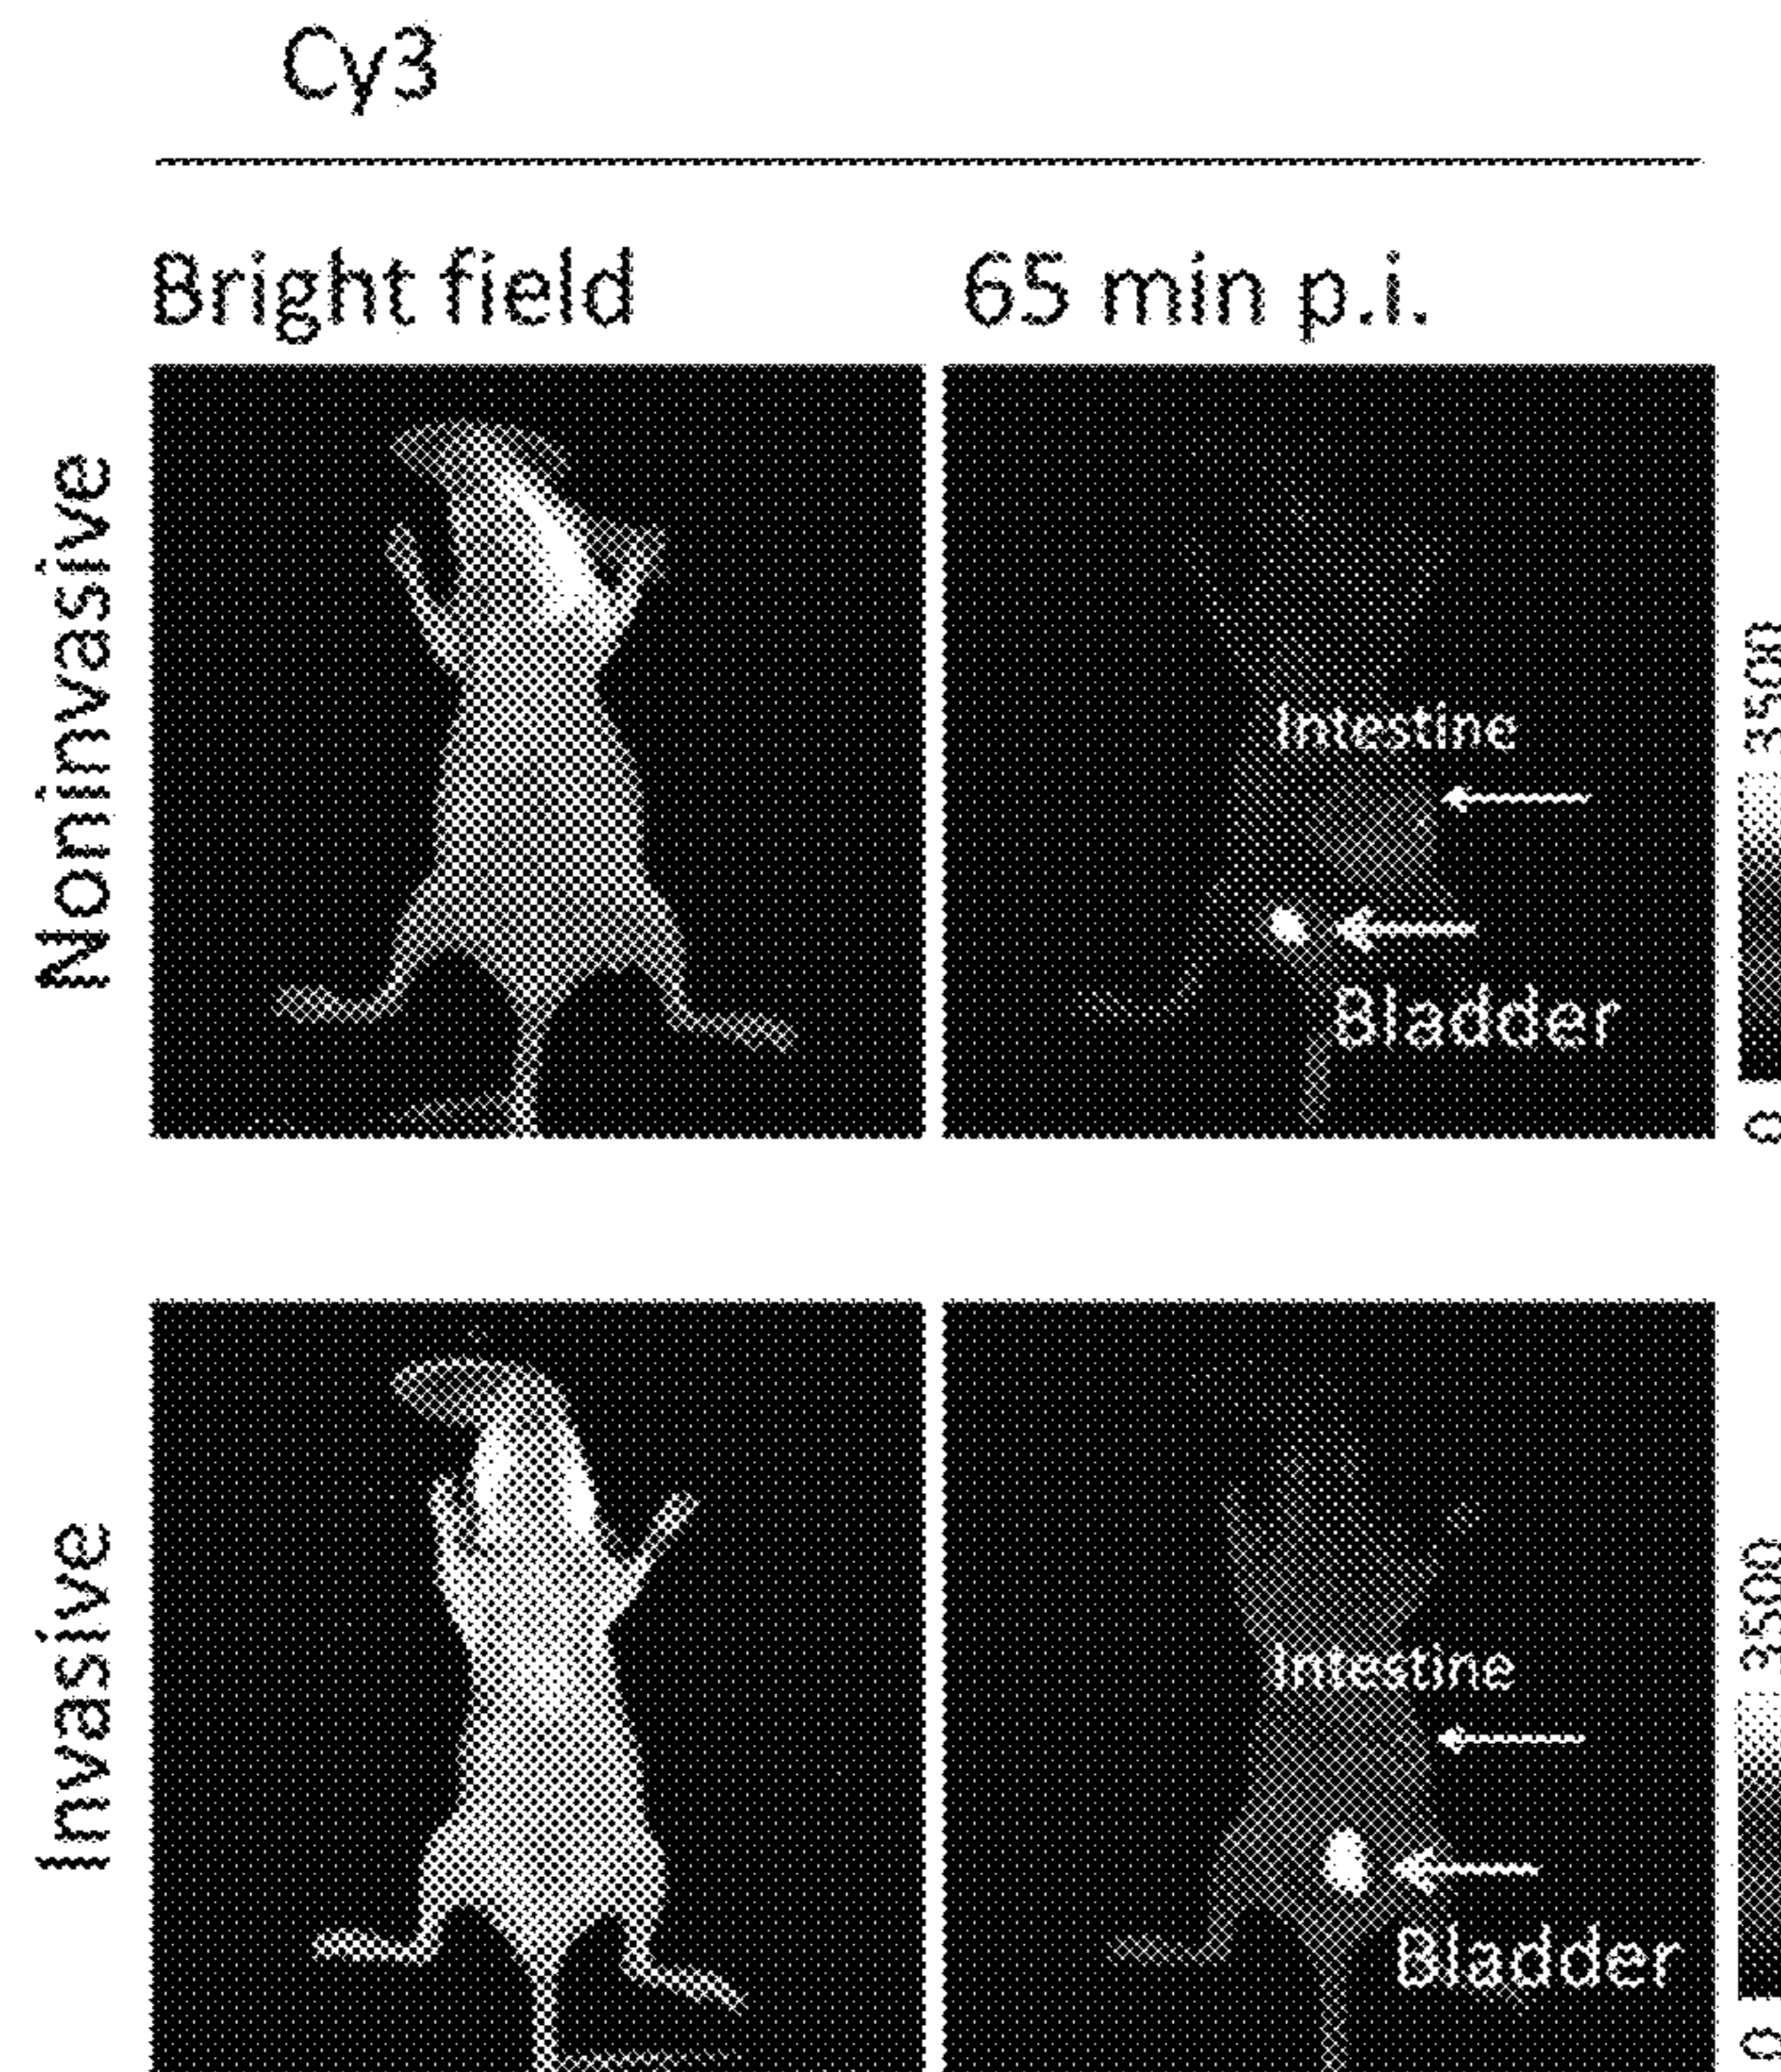 Cy3
Bright field
65 min p.i.
Noninvasive
Intestine
Bladder
3500
0
Invasive
Intestine
Bladder
3500
0